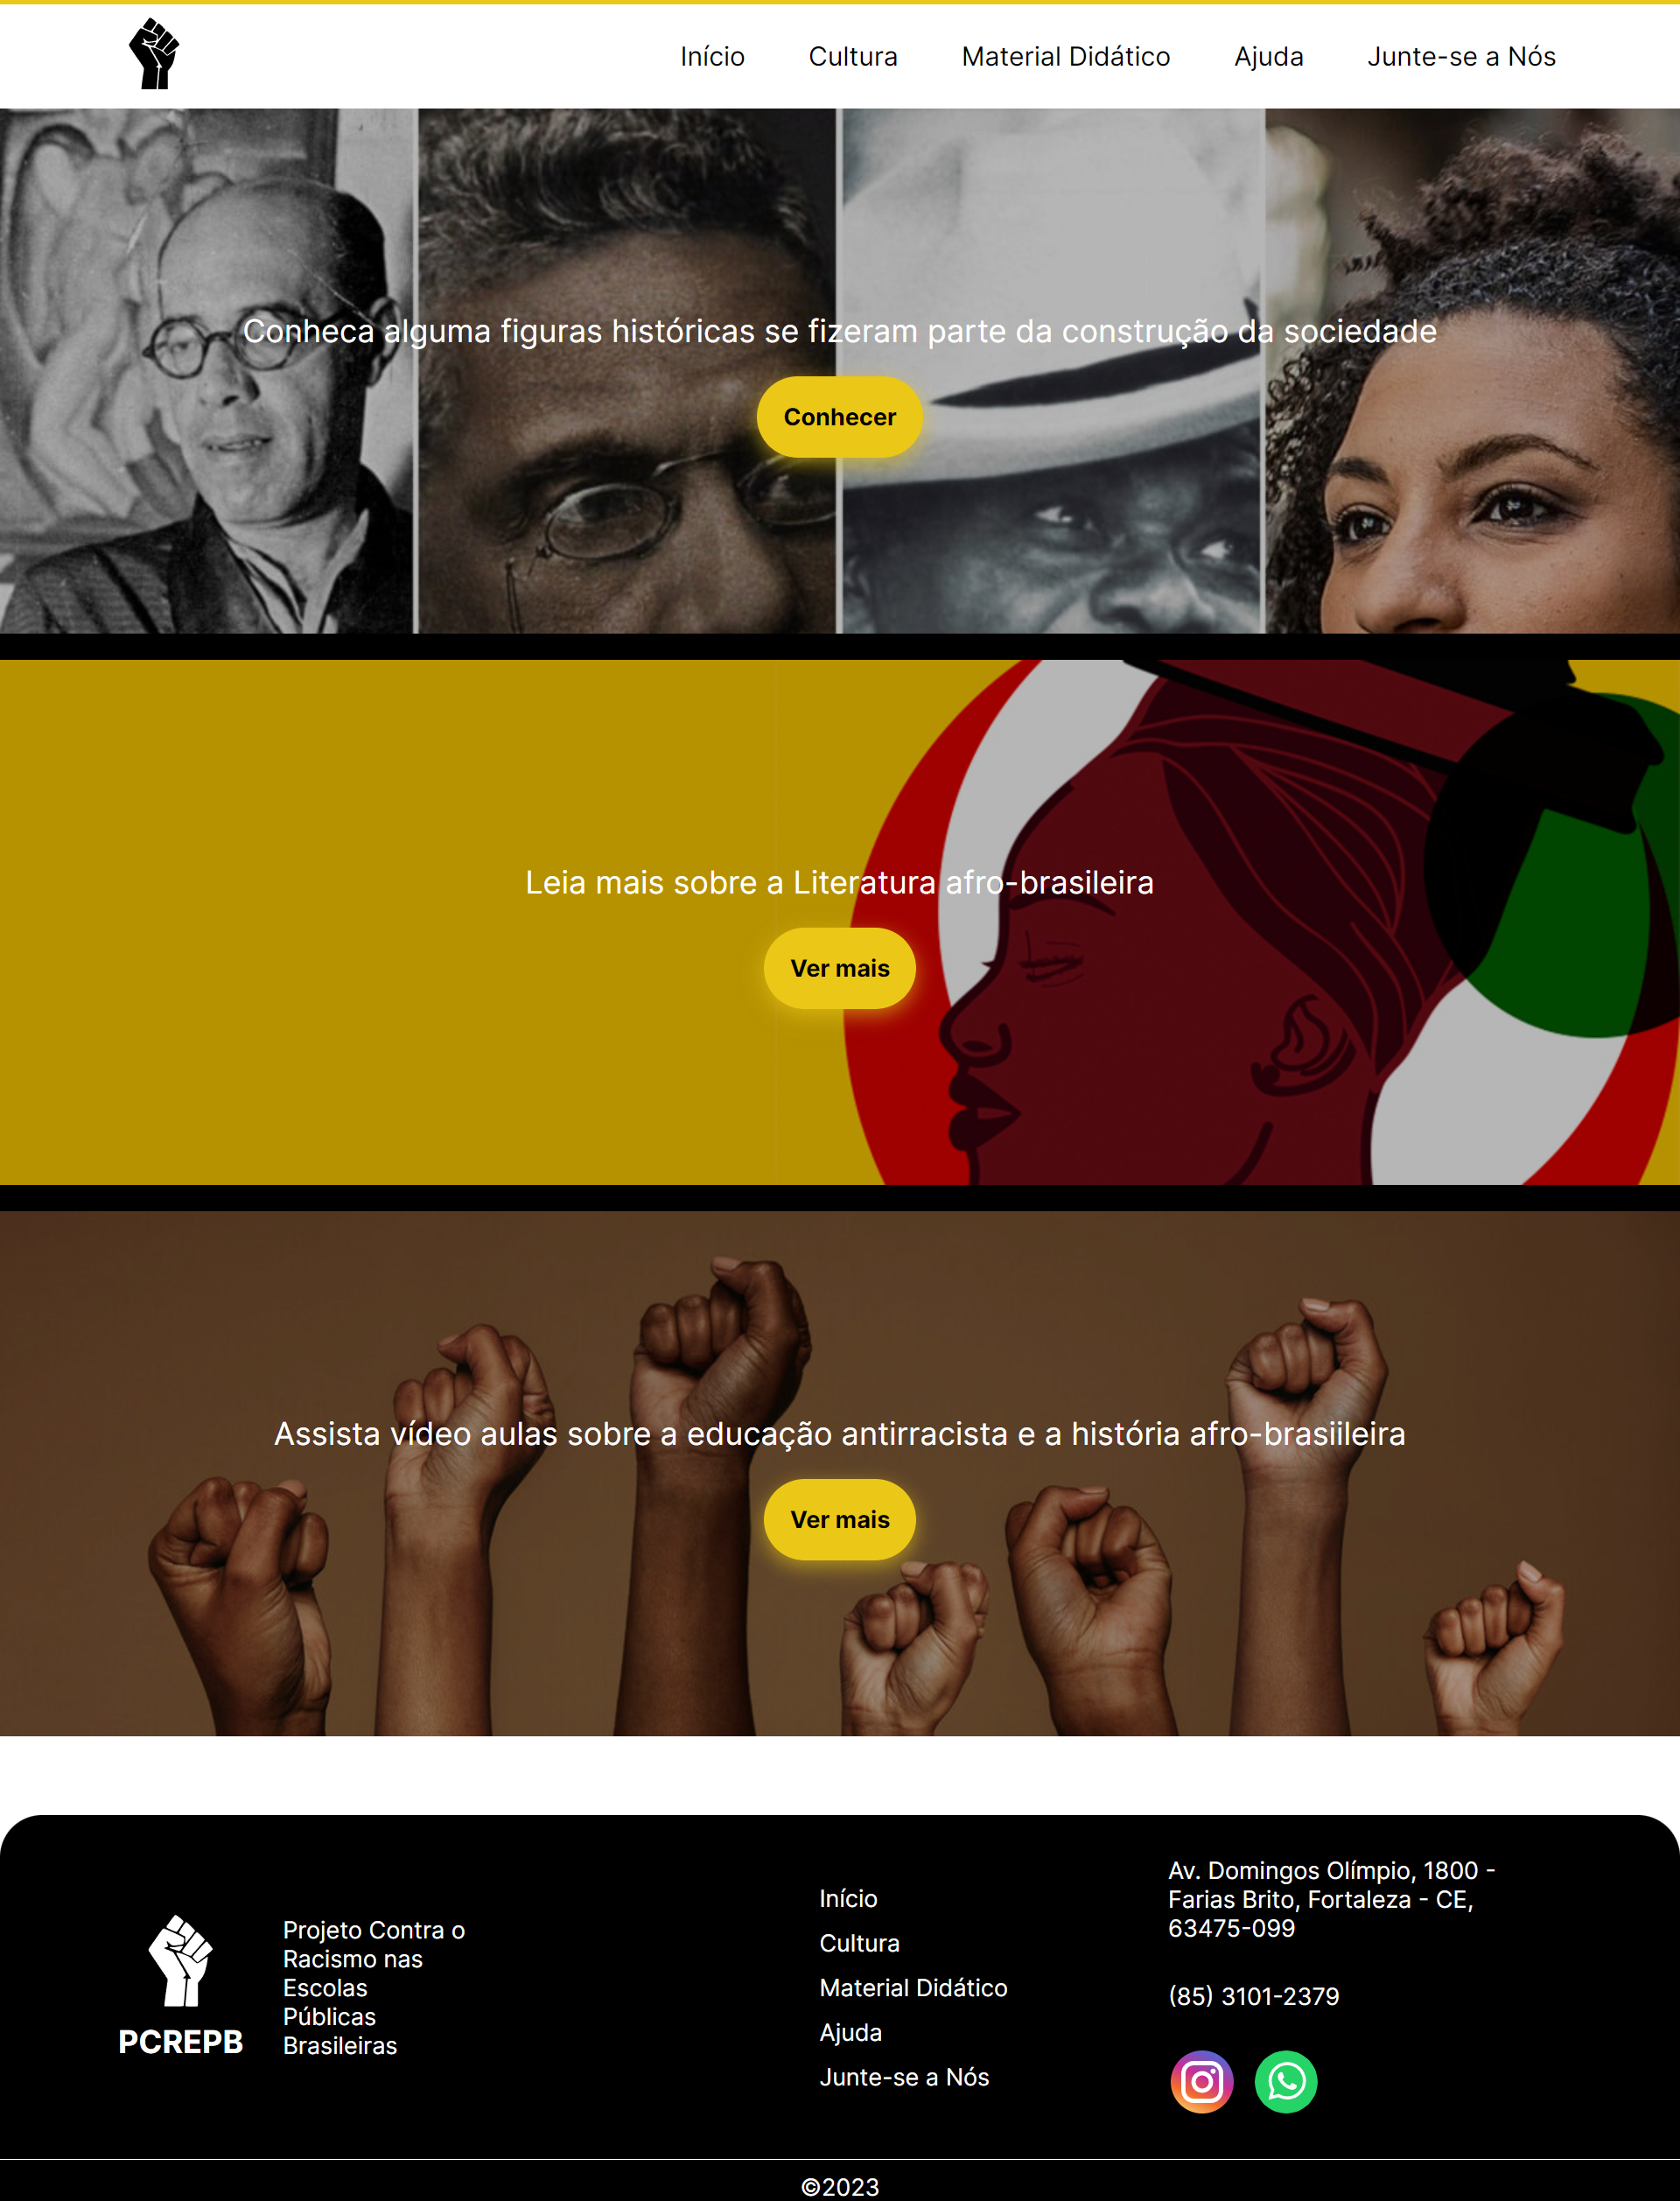 Início Cultura Material Didático Ajuda Junte-se a Nós
Conheca alguma figuras históricas se fizeram parte da construção da sociedade
Conhecer
Leia mais sobre a Literatura afro-brasileira
Ver mais
Assista vídeo aulas sobre a educação antirracista e a história afro-brasiileira
Ver mais
PCREPB
Projeto Contra o
Racismo nas
Escolas
Públicas
Brasileiras
Início
Cultura
Material Didático
Ajuda
Junte-se a Nós
Av. Domingos Olímpio, 1800 -
Farias Brito, Fortaleza - CE,
63475-099
(85) 3101-2379
©2023